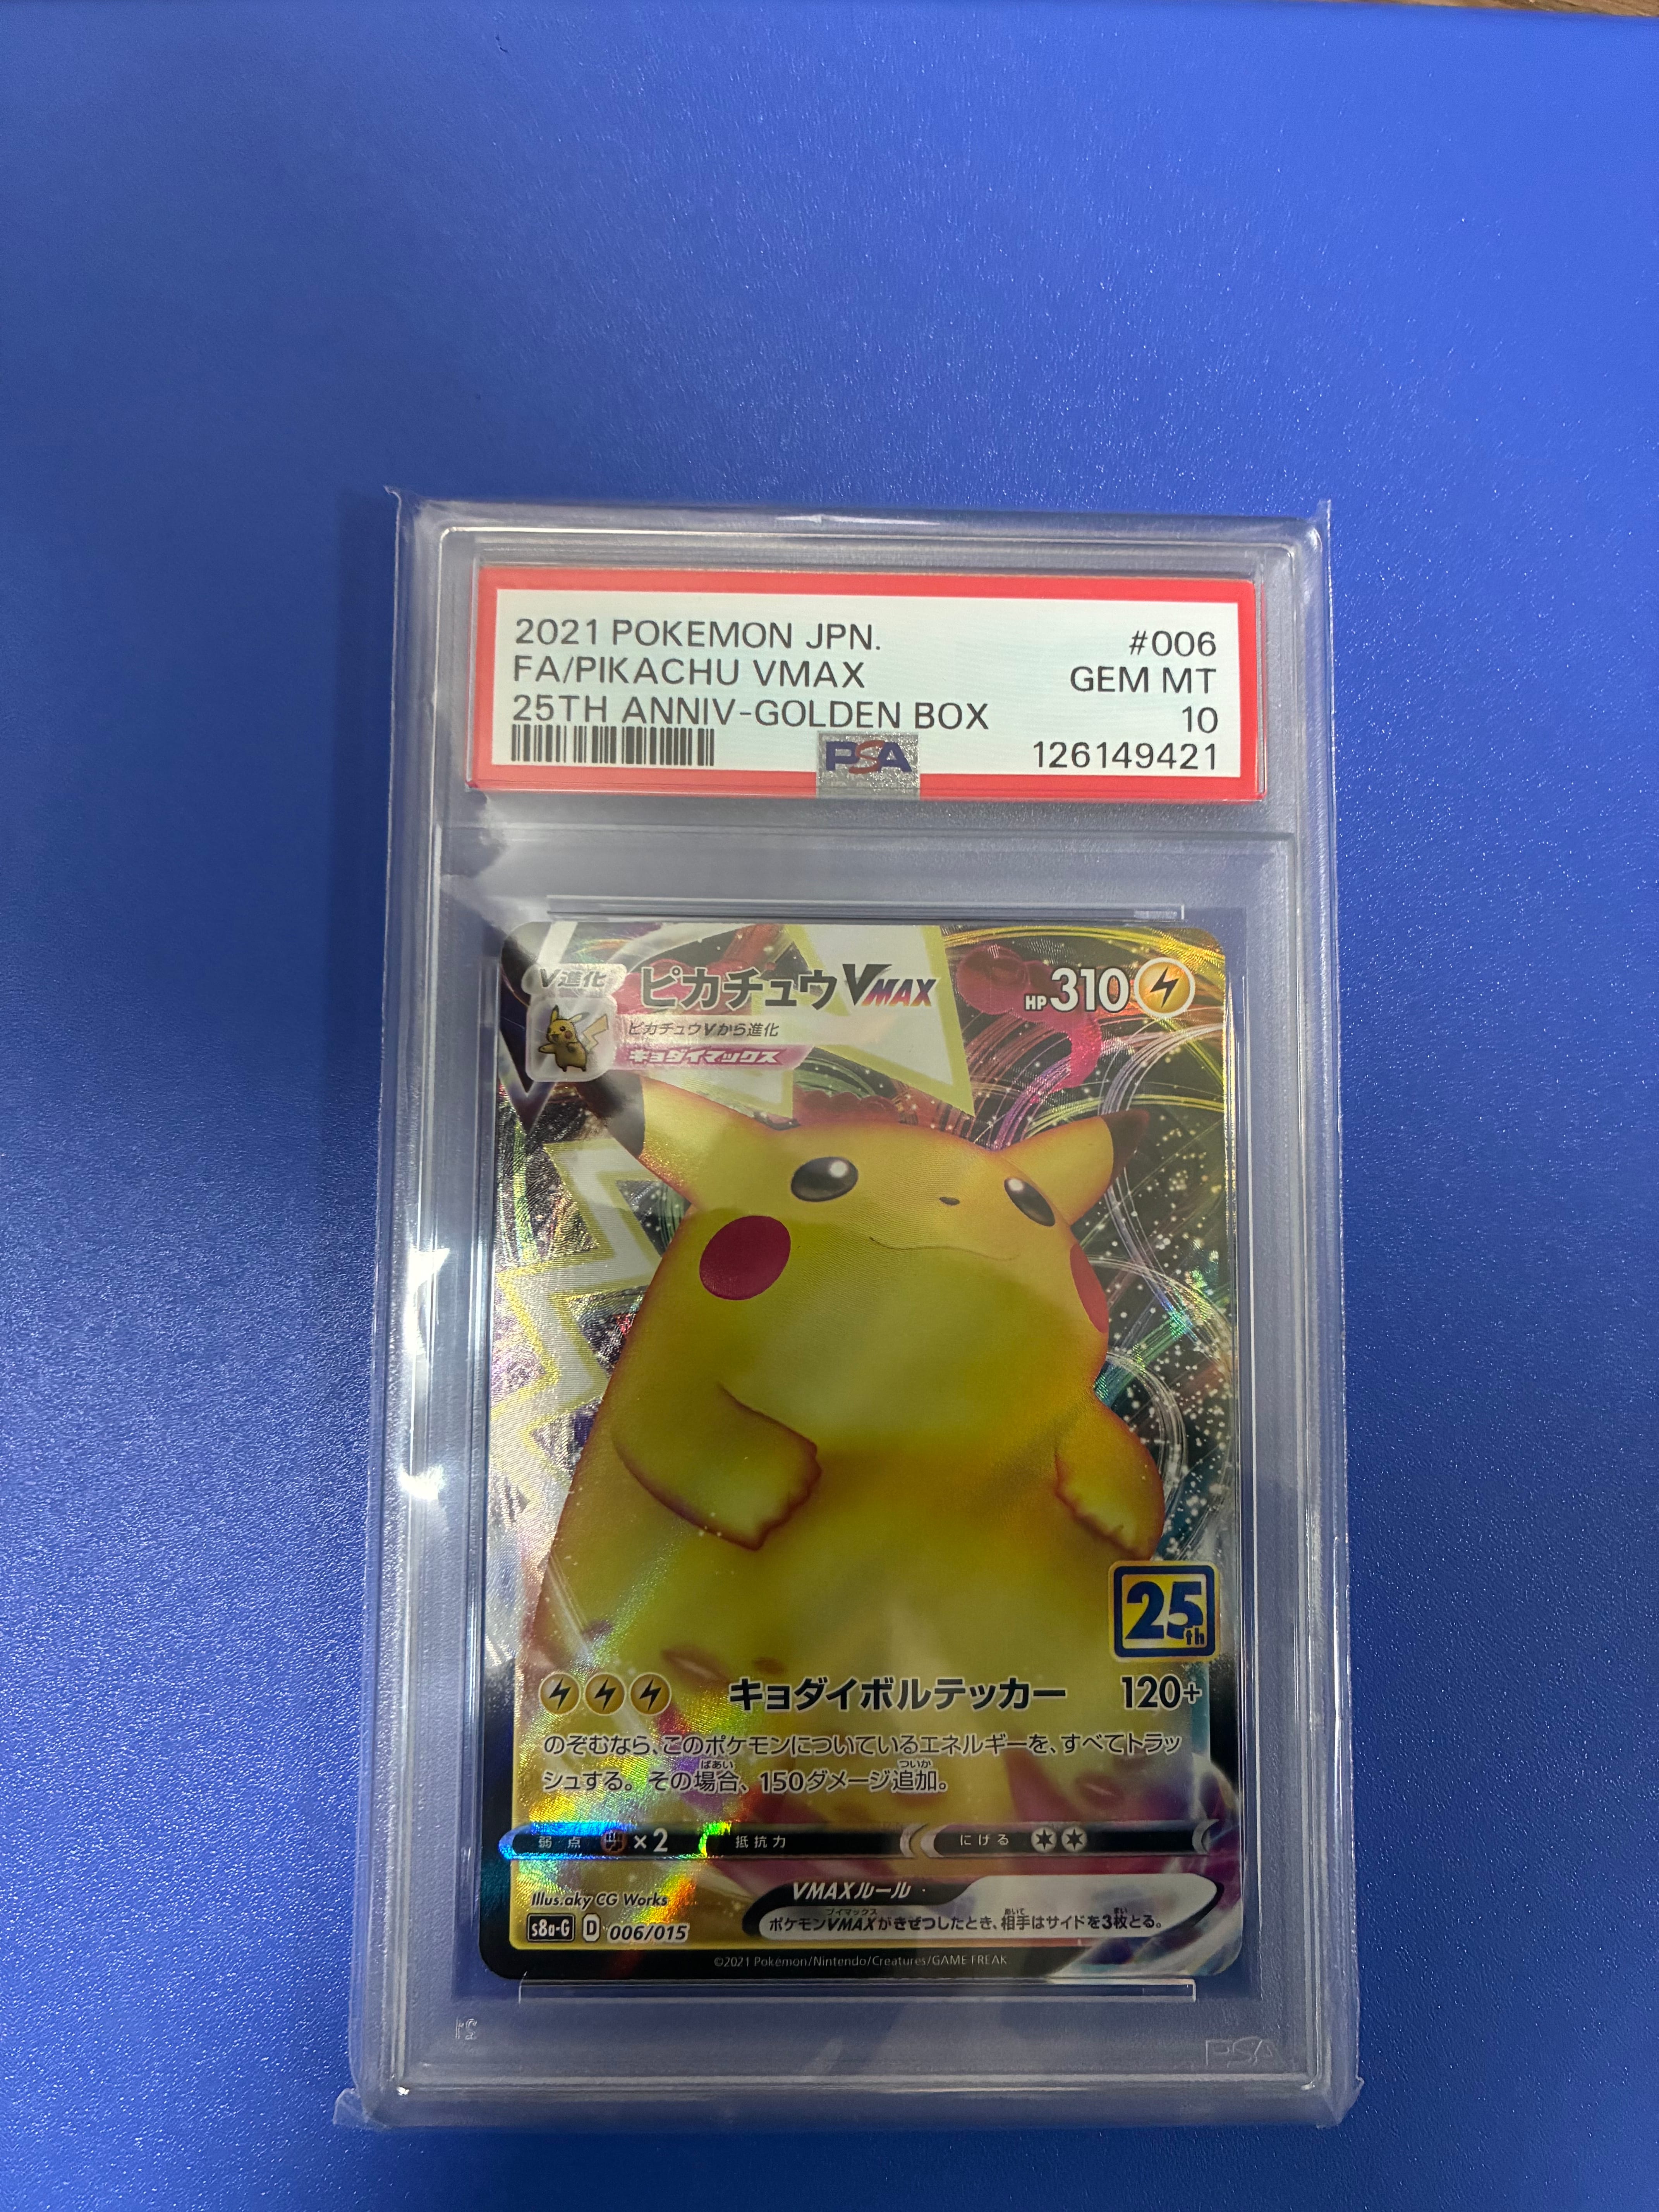 2021 POKEMON JPN. #006
FA/PIKACHU VMAX GEM MT
25TH ANNIV-GOLDEN BOX 10
PSA 126149421
V進化 ピカチュウVMAX HP310
ピカチュウVから進化
キョダイマックス
25th
キョダイボルテッカー 120+
のぞむなら、このポケモンについているエネルギーを、すべてトラッ
シュする。その場合、150ダメージ追加。
弱点 ×2 抵抗力 にげる
VMAXルール
ポケモンVMAXがきぜつしたとき、相手はサイドを3枚とる。
Illus.aky CG Works
s8a-G D 006/015
©2021 Pokémon/Nintendo/Creatures/GAME FREAK
PSA